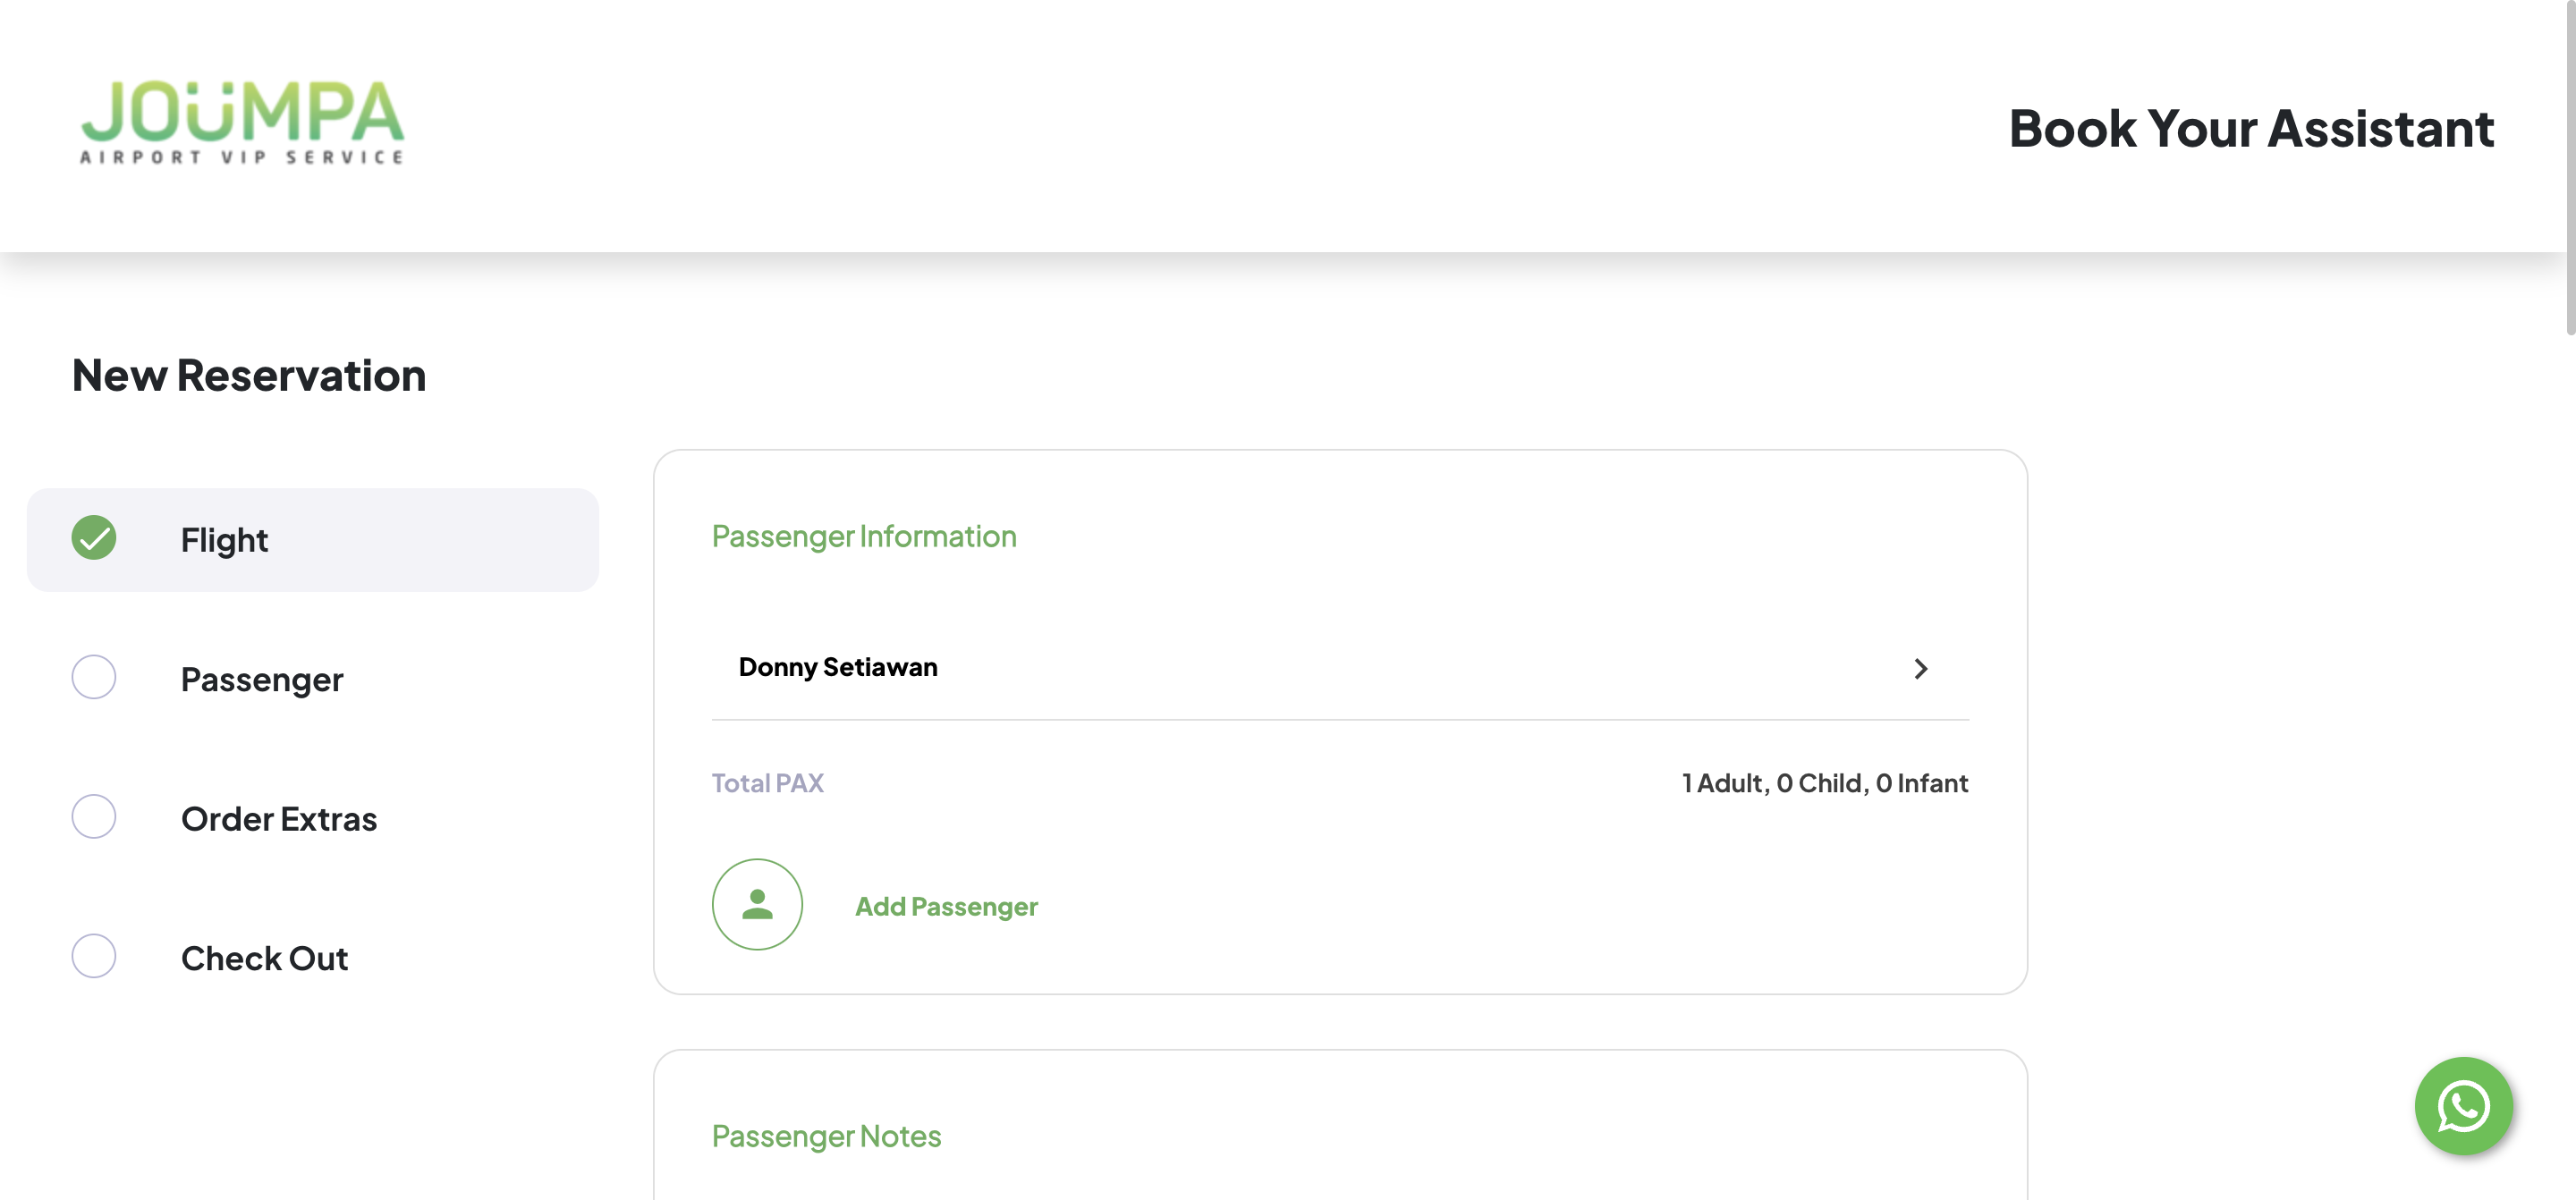 JOÜMPA
AIRPORT VIP SERVICE
Book Your Assistant
New Reservation
Flight
Passenger
Order Extras
Check Out
Passenger Information
Donny Setiawan
Total PAX 1 Adult, 0 Child, 0 Infant
Add Passenger
Passenger Notes